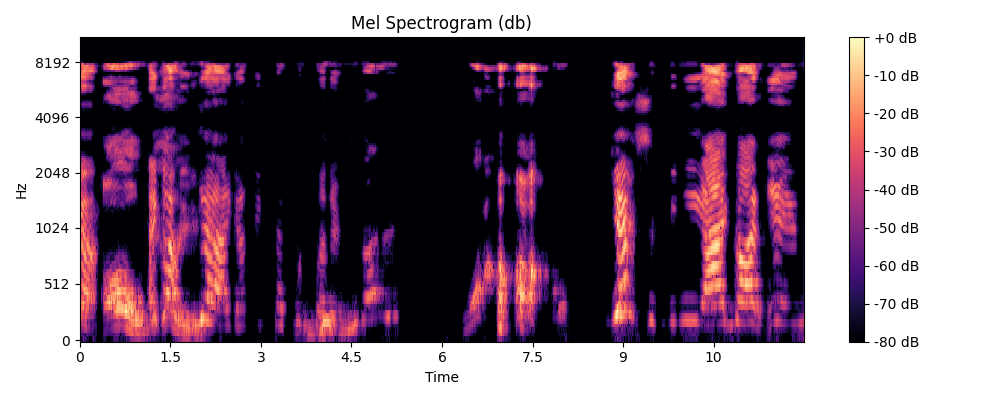 Mel Spectrogram (db)
8192
4096
2048
1024
512
0
Hz
0 1.5 3 4.5 6 7.5 9 10
Time
+0 dB
-10 dB
-20 dB
-30 dB
-40 dB
-50 dB
-60 dB
-70 dB
-80 dB